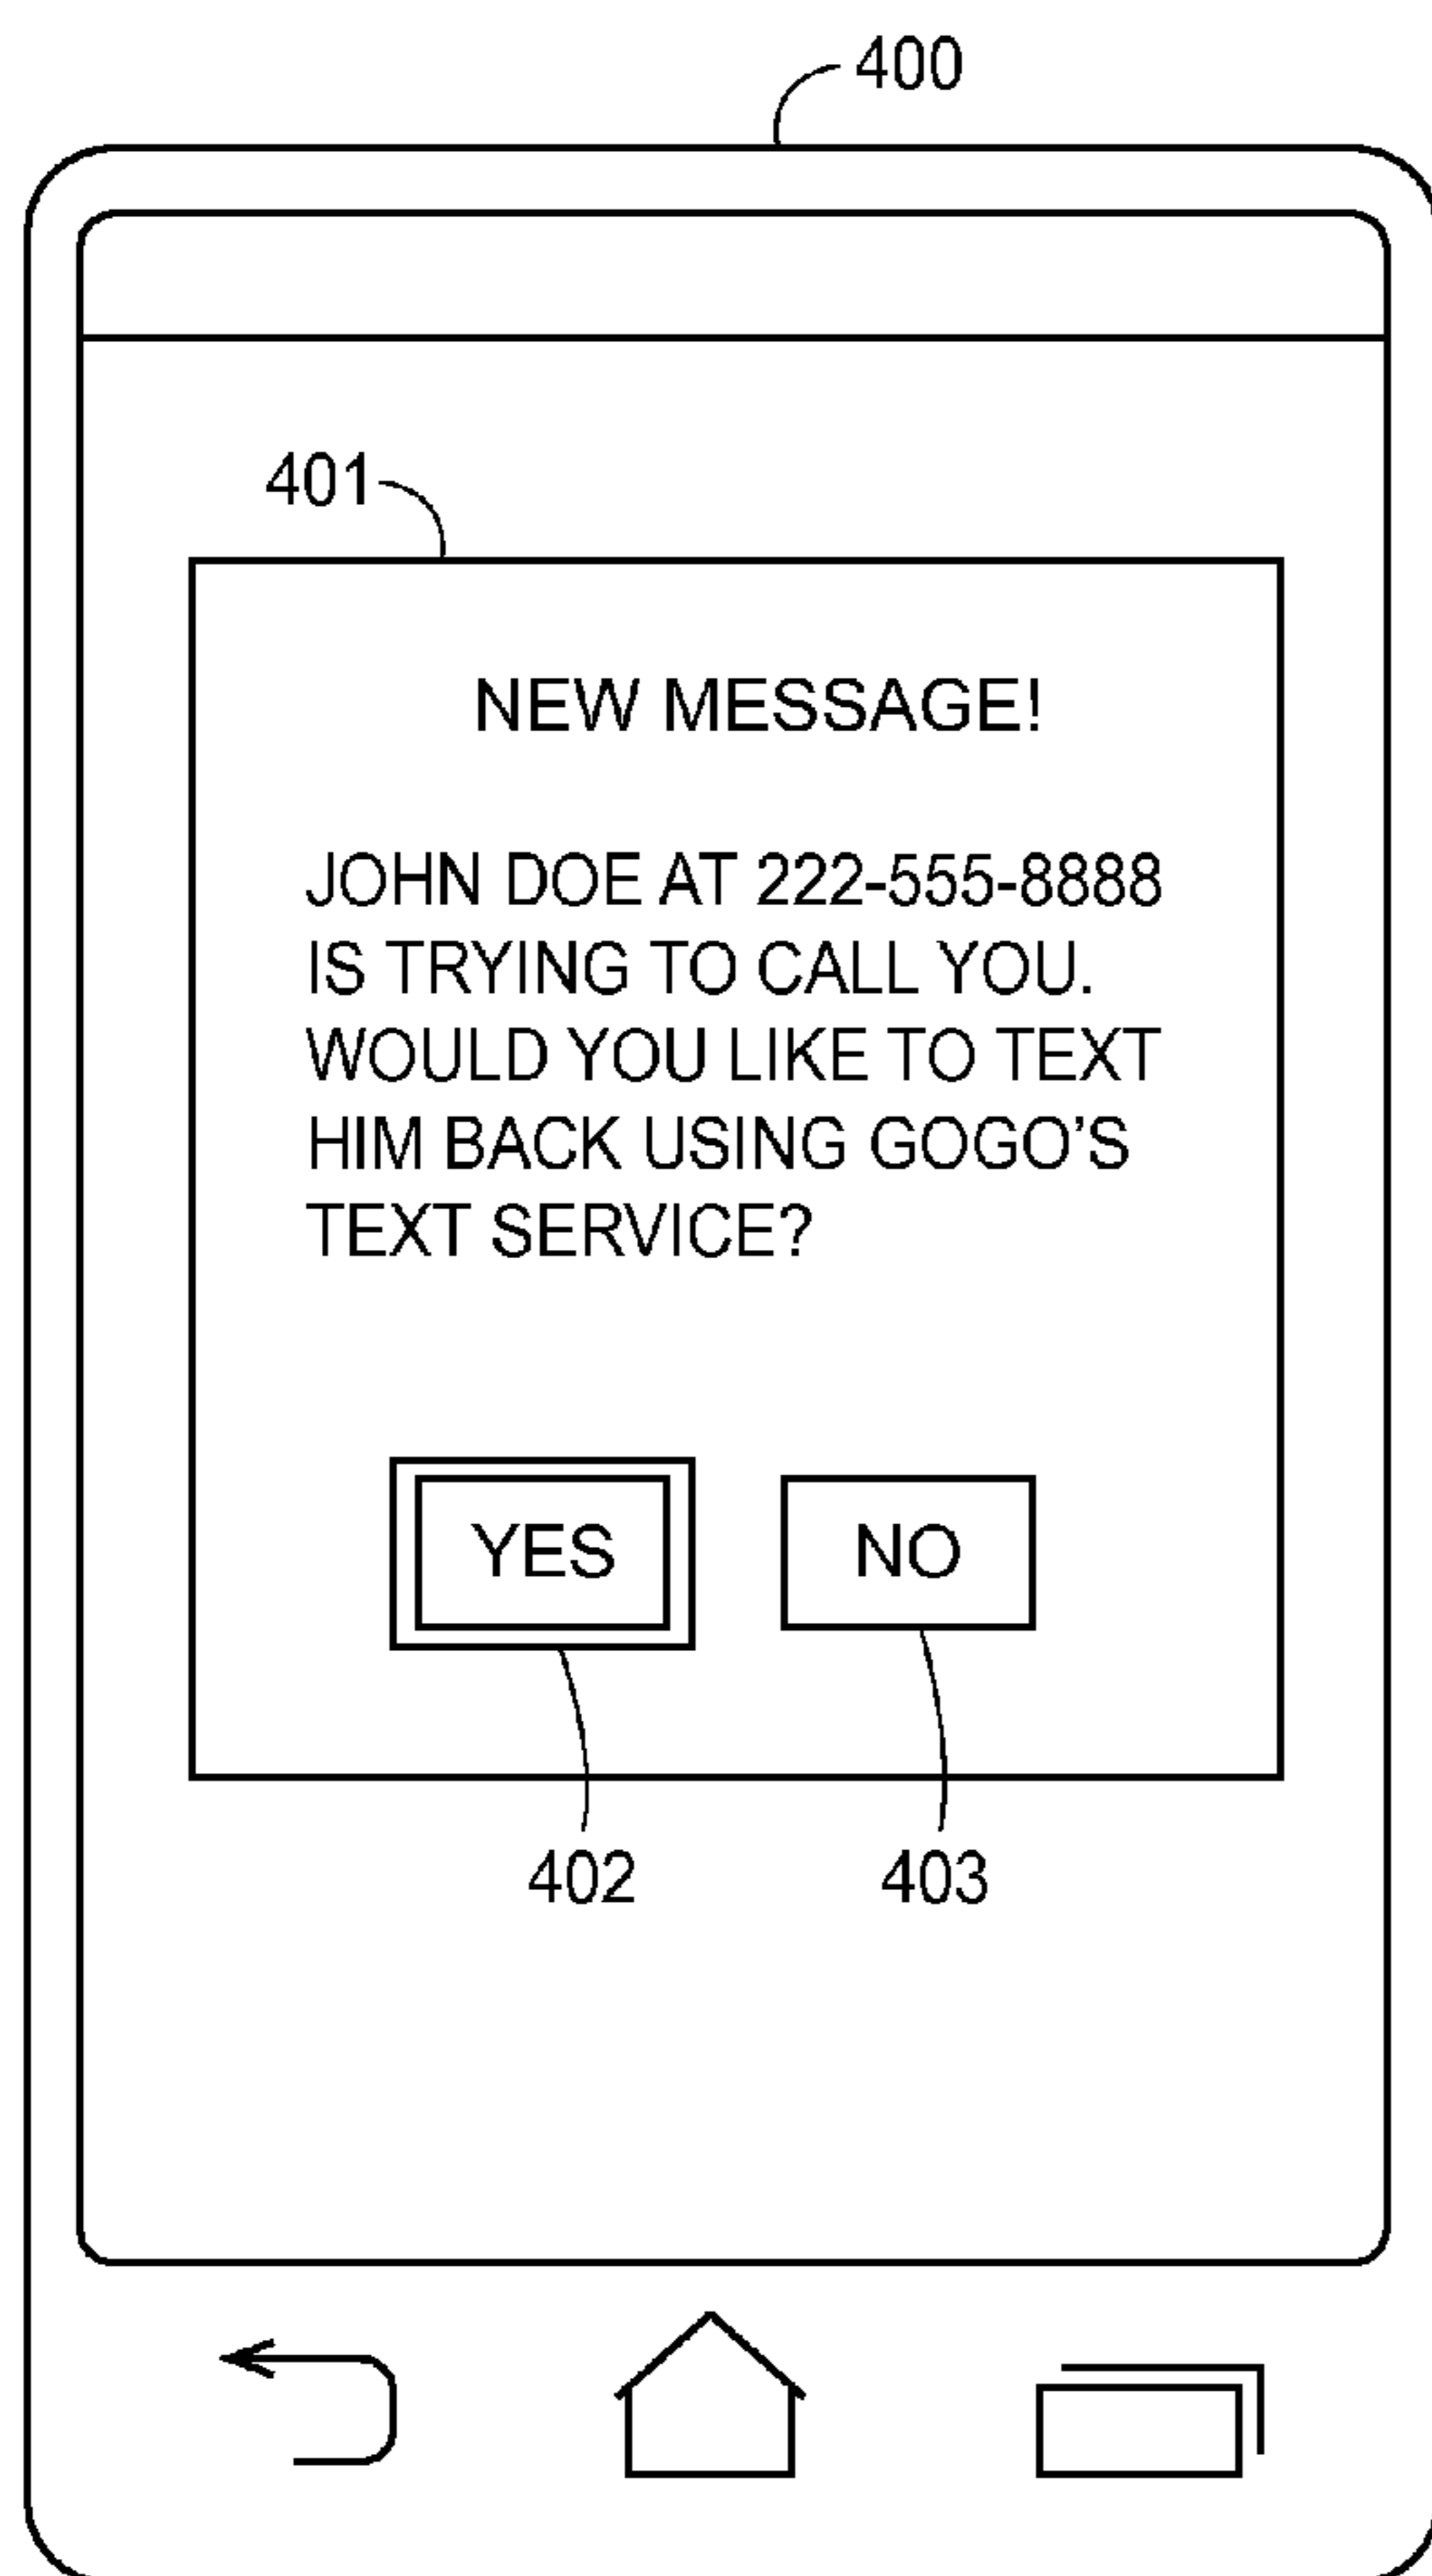 400
401
NEW MESSAGE!
JOHN DOE AT 222-555-8888
IS TRYING TO CALL YOU.
WOULD YOU LIKE TO TEXT
HIM BACK USING GOGO'S
TEXT SERVICE?
YES NO
402 403